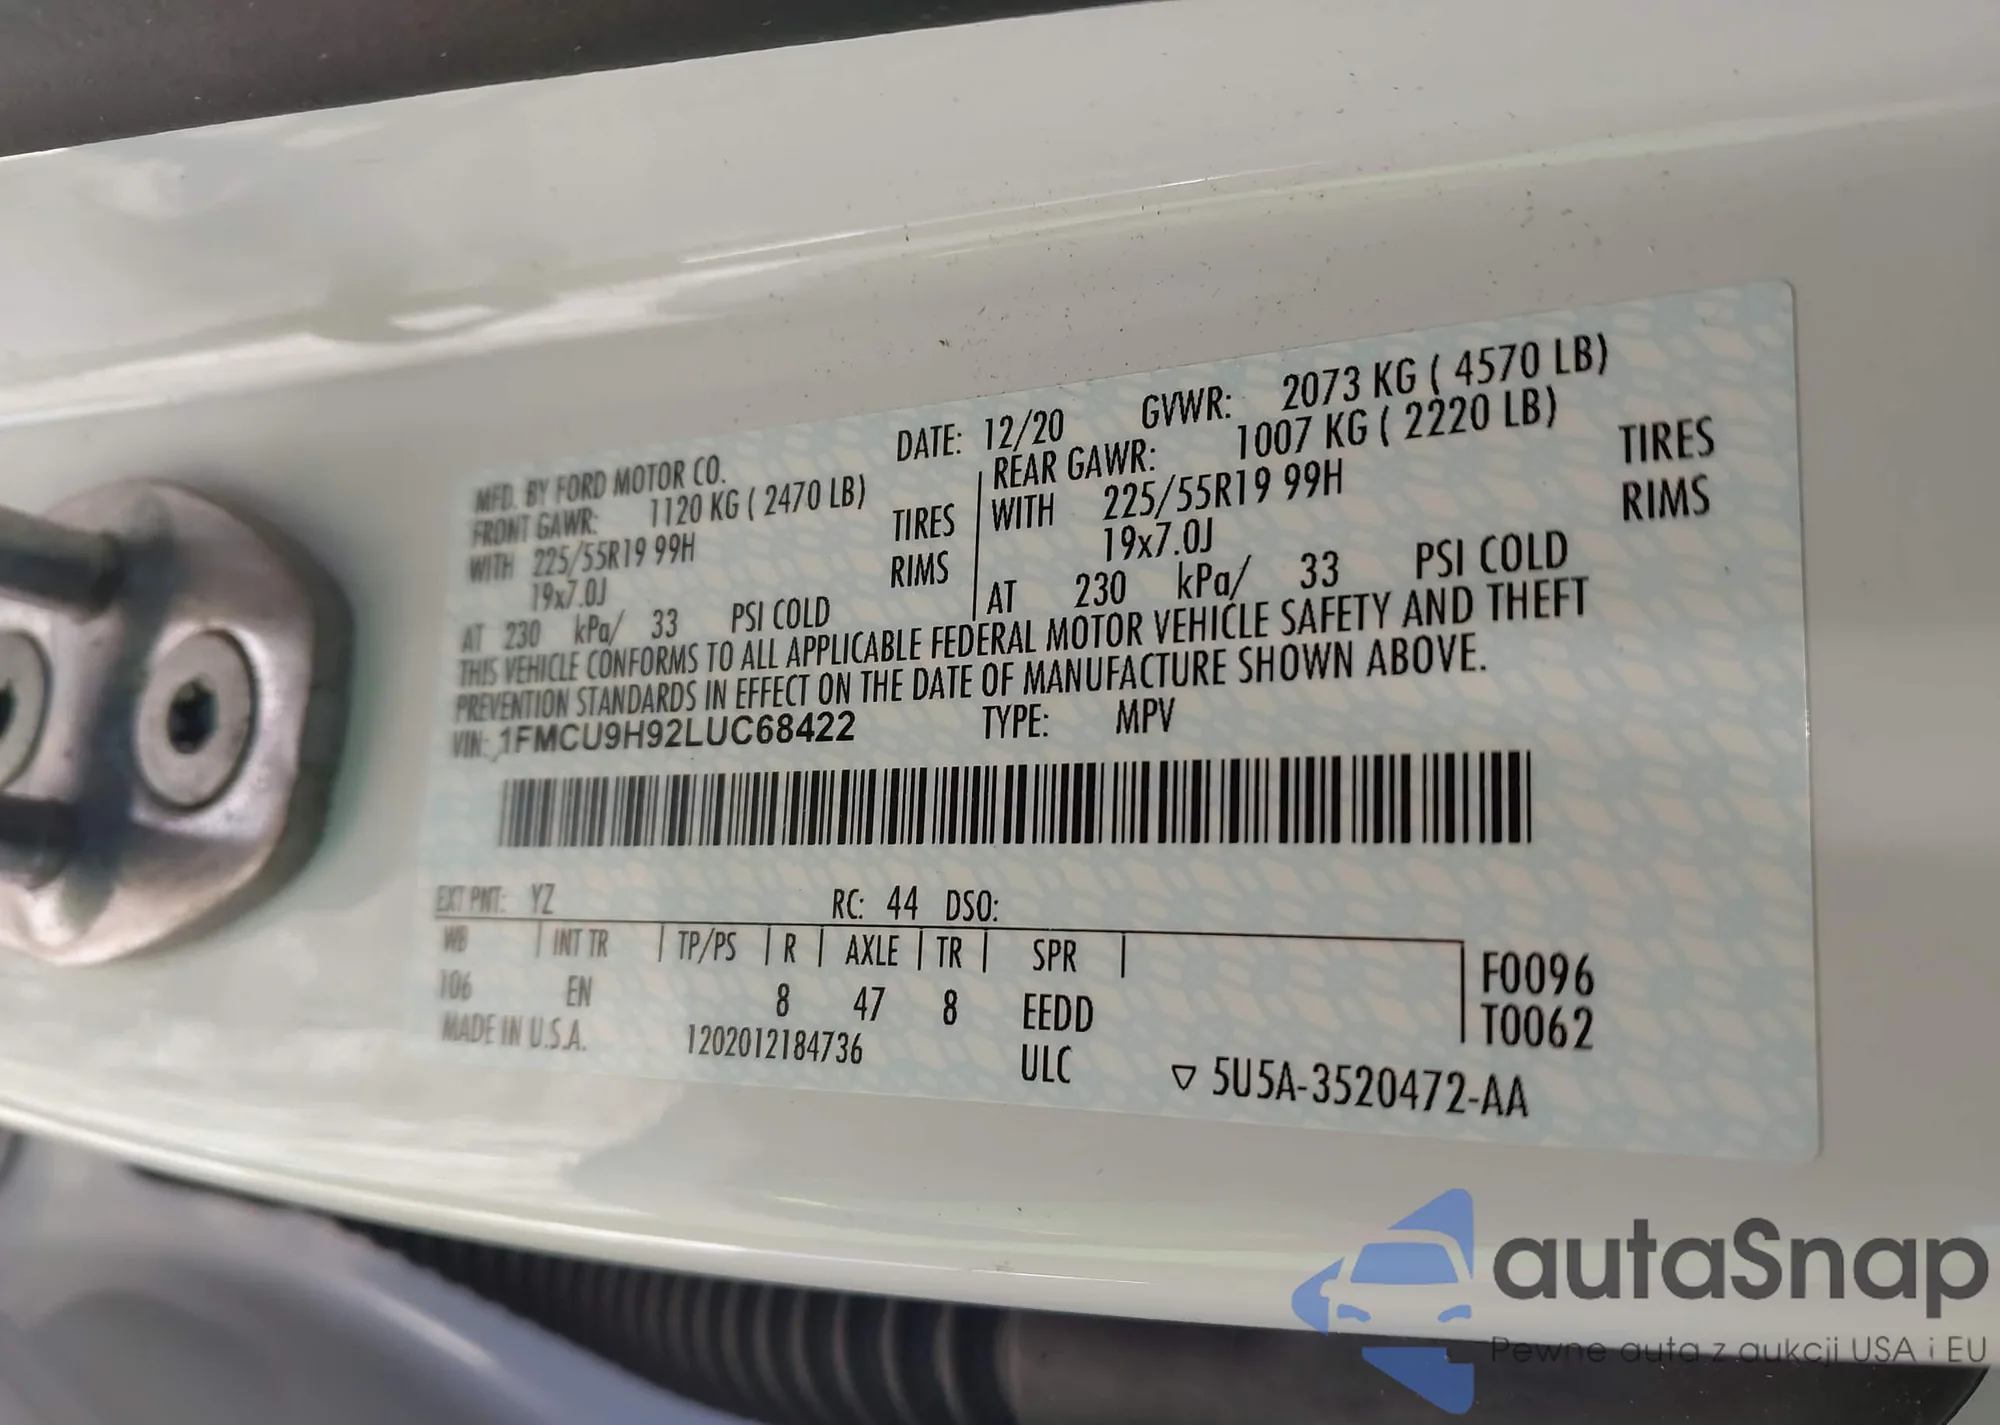 MFD. BY FORD MOTOR CO. DATE: 12/20 GVWR: 2073 KG ( 4570 LB)
FRONT GAWR: 1120 KG ( 2470 LB) REAR GAWR: 1007 KG ( 2220 LB)
WITH 225/55R19 99H TIRES WITH 225/55R19 99H TIRES
19x7.0J RIMS 19x7.0J RIMS
AT 230 kPa/ 33 PSI COLD AT 230 kPa/ 33 PSI COLD
THIS VEHICLE CONFORMS TO ALL APPLICABLE FEDERAL MOTOR VEHICLE SAFETY AND THEFT
PREVENTION STANDARDS IN EFFECT ON THE DATE OF MANUFACTURE SHOWN ABOVE.
VIN: 1FMCU9H92LUC68422 TYPE: MPV
EXT PNT: YZ RC: 44 DSO:
WB INT TR TP/PS R AXLE TR SPR F0096
106 EN 8 47 8 EEDD T0062
MADE IN U.S.A. 1202012184736 ULC ▽ 5U5A-3520472-AA
autaSnap
Pewne auta z aukcji USA i EU